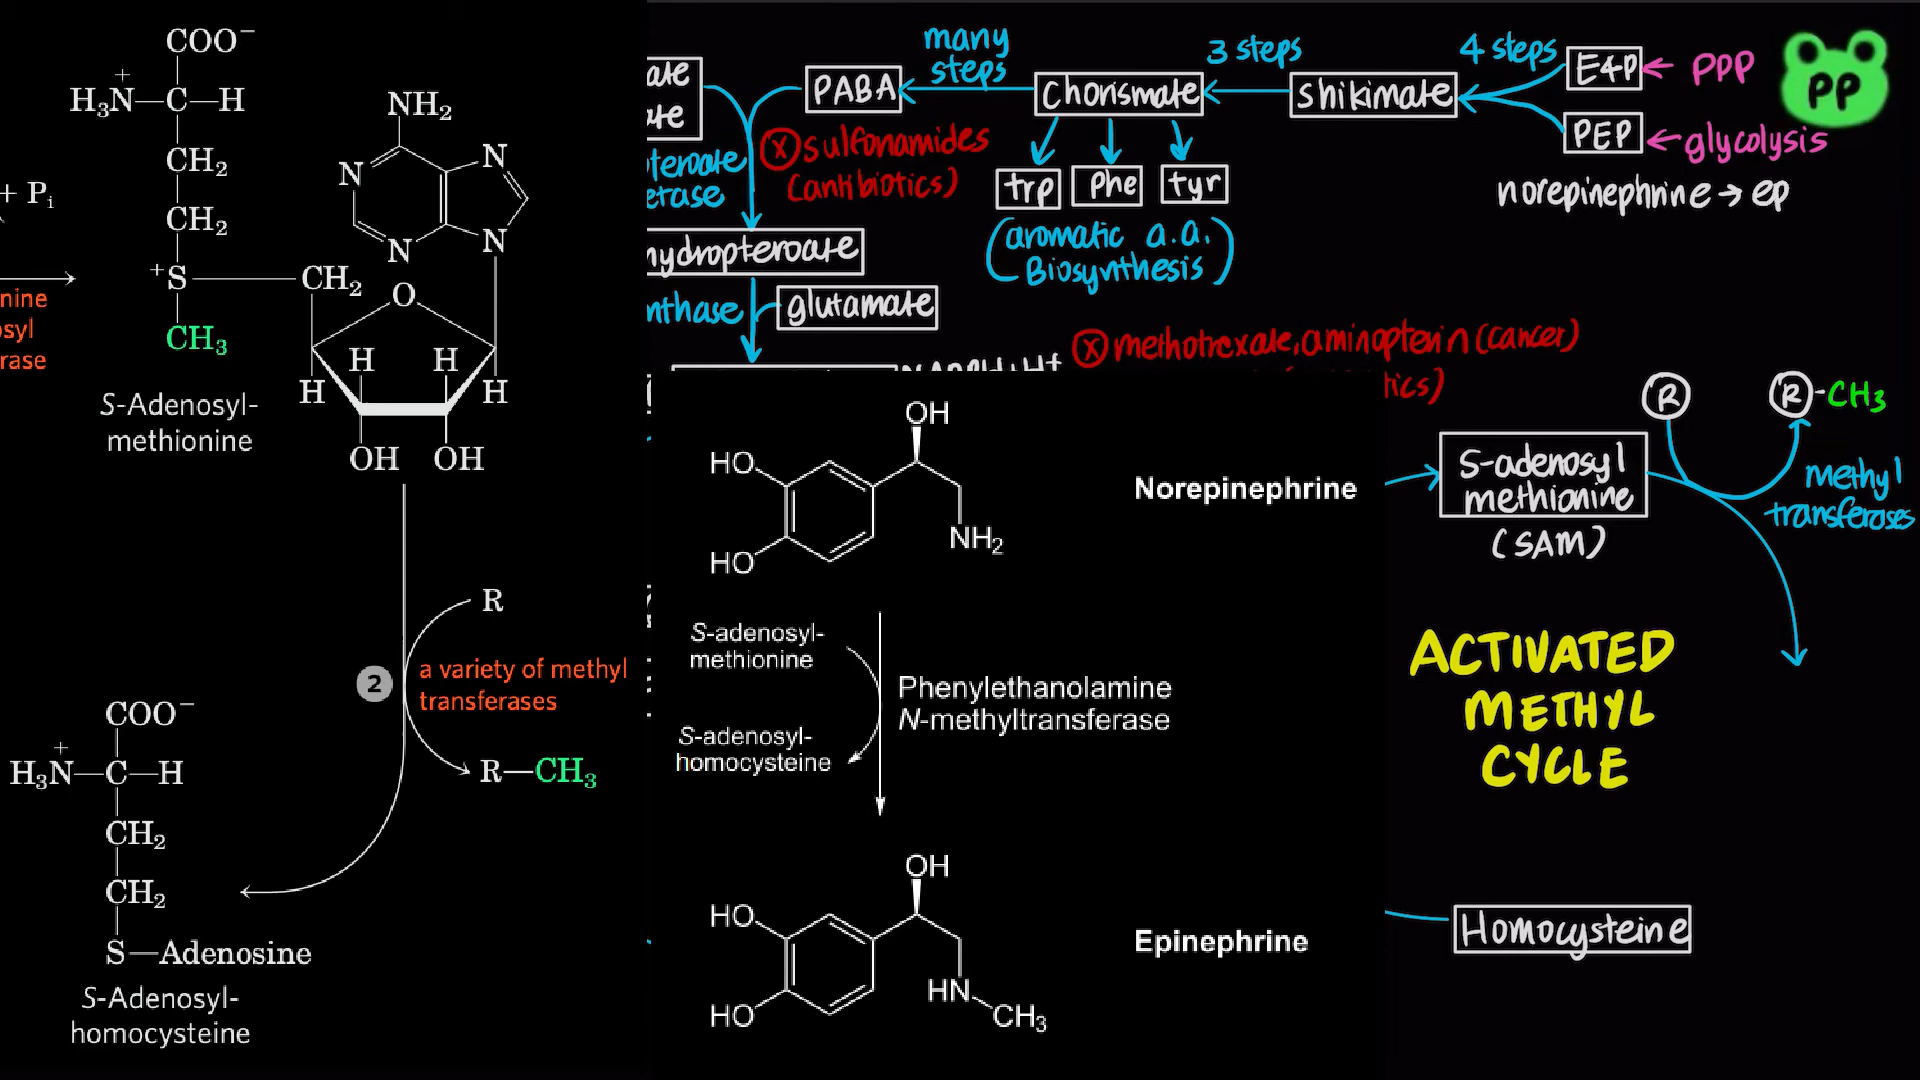 COO⁻
H₃N⁺—C—H
CH₂
CH₂
⁺S
CH₂
CH₃
NH₂
N
N
N
N
O
H
H
H
H
OH
OH
+ Pᵢ
S-Adenosyl-
methionine
2
R
a variety of methyl
transferases
R—CH₃
COO⁻
H₃N⁺—C—H
CH₂
CH₂
S—Adenosine
S-Adenosyl-
homocysteine
PABA
many
steps
Chorismate
3 steps
shikimate
4 steps
E4P
PPP
PEP
glycolysis
PP
norepinephrine → ep
ⓧ sulfonamides
(antibiotics)
trp
Phe
tyr
(aromatic a.a.
Biosynthesis)
glutamate
ⓧ methotrexate, aminopterin (cancer)
OH
HO
HO
NH₂
Norepinephrine
S-adenosyl-
methionine
Phenylethanolamine
N-methyltransferase
S-adenosyl-
homocysteine
OH
HO
HO
HN
CH₃
Epinephrine
R
R-CH₃
S-adenosyl
methionine
(SAM)
methyl
transferases
ACTIVATED
METHYL
CYCLE
Homocysteine